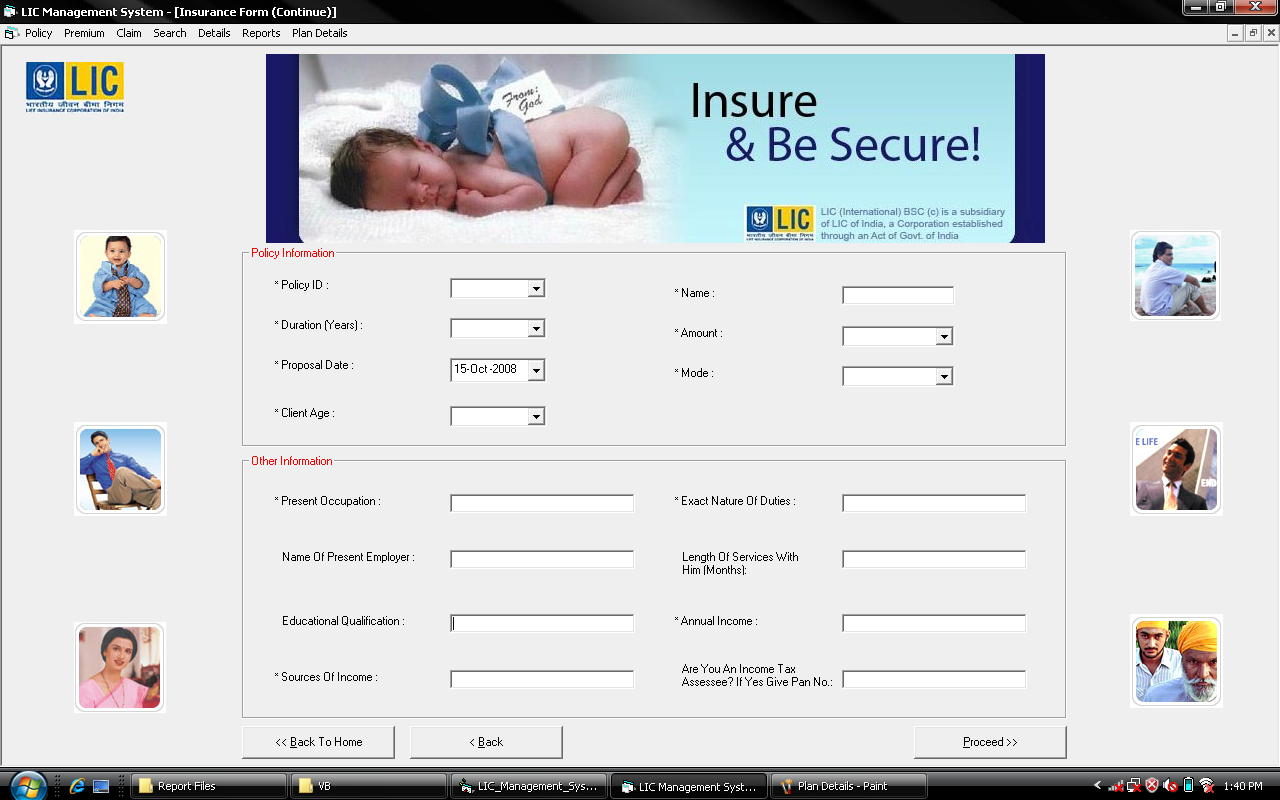 LIC Management System - [Insurance Form (Continue)]
Policy Premium Claim Search Details Reports Plan Details
LIC
भारतीय जीवन बीमा निगम
LIFE INSURANCE CORPORATION OF INDIA
From:
God
Insure
& Be Secure!
LIC
भारतीय जीवन बीमा निगम
LIFE INSURANCE CORPORATION OF INDIA
LIC (International) BSC (c) is a subsidiary
of LIC of India, a Corporation established
through an Act of Govt. of India
Policy Information
* Policy ID :
* Name :
* Duration (Years) :
* Amount :
* Proposal Date : 15-Oct-2008
* Mode :
* Client Age :
E LIFE
Other Information
* Present Occupation :
* Exact Nature Of Duties :
Name Of Present Employer :
Length Of Services With
Him (Months):
Educational Qualification :
* Annual Income :
* Sources Of Income :
Are You An Income Tax
Assessee? If Yes Give Pan No.:
<< Back To Home
< Back
Proceed >>
Report Files
VB
LIC_Management_Sys...
LIC Management Syst...
Plan Details - Paint
1:40 PM